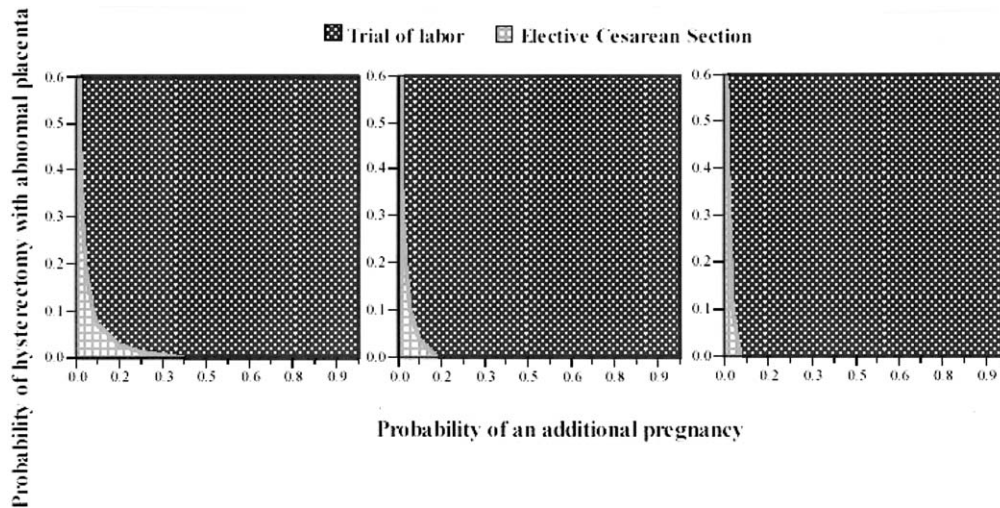 Trial of labor Elective Cesarean Section
Probability of hysterectomy with abnormal placenta
0.6 0.6 0.6
0.5 0.5 0.5
0.4 0.4 0.4
0.3 0.3 0.3
0.2 0.2 0.2
0.1 0.1 0.1
0.0 0.0 0.0
0.0 0.2 0.3 0.5 0.6 0.8 0.9 0.0 0.2 0.3 0.5 0.6 0.8 0.9 0.0 0.2 0.3 0.5 0.6 0.8 0.9
Probability of an additional pregnancy